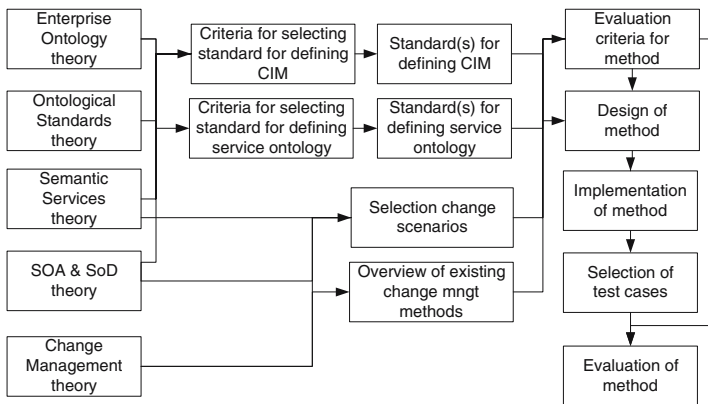 Enterprise
Ontology
theory
Ontological
Standards
theory
Semantic
Services
theory
SOA & SoD
theory
Change
Management
theory
Criteria for selecting
standard for defining
CIM
Criteria for selecting
standard for defining
service ontology
Standard(s) for
defining CIM
Standard(s) for
defining service
ontology
Selection change
scenarios
Overview of existing
change mngt
methods
Evaluation
criteria for
method
Design of
method
Implementation
of method
Selection of
test cases
Evaluation of
method